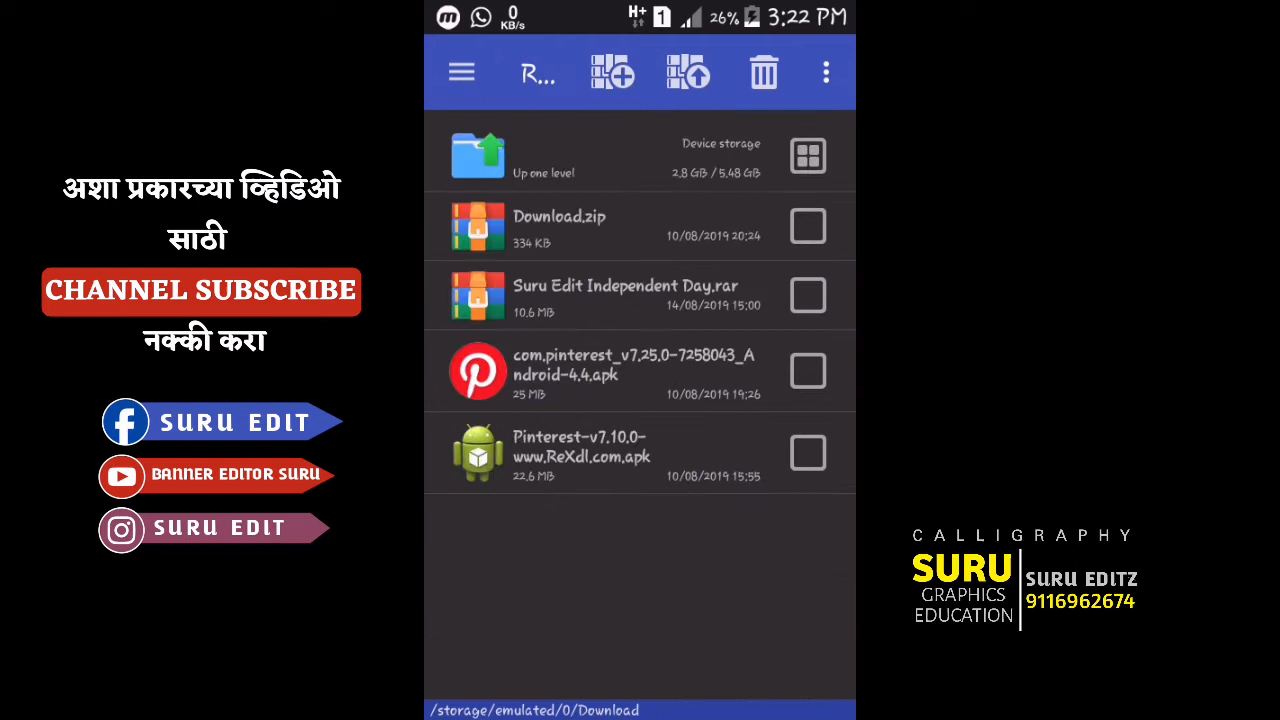 अशा प्रकारच्या व्हिडिओ
साठी
CHANNEL SUBSCRIBE
नक्की करा
SURU EDIT
BANNER EDITOR SURU
SURU EDIT
0
KB/s
H+
1
26%
3:22 PM
R...
Device storage
Up one level
2.8 GB / 5.48 GB
Download.zip
334 KB
10/08/2019 20:24
Suru Edit Independent Day.rar
10.6 MB
14/08/2019 15:00
com.pinterest_v7.25.0-7258043_A
ndroid-4.4.apk
25 MB
10/08/2019 19:26
Pinterest-v7.10.0-
www.ReXdl.com.apk
22.6 MB
10/08/2019 15:55
/storage/emulated/0/Download
CALLIGRAPHY
SURU
GRAPHICS
EDUCATION
SURU EDITZ
9116962674